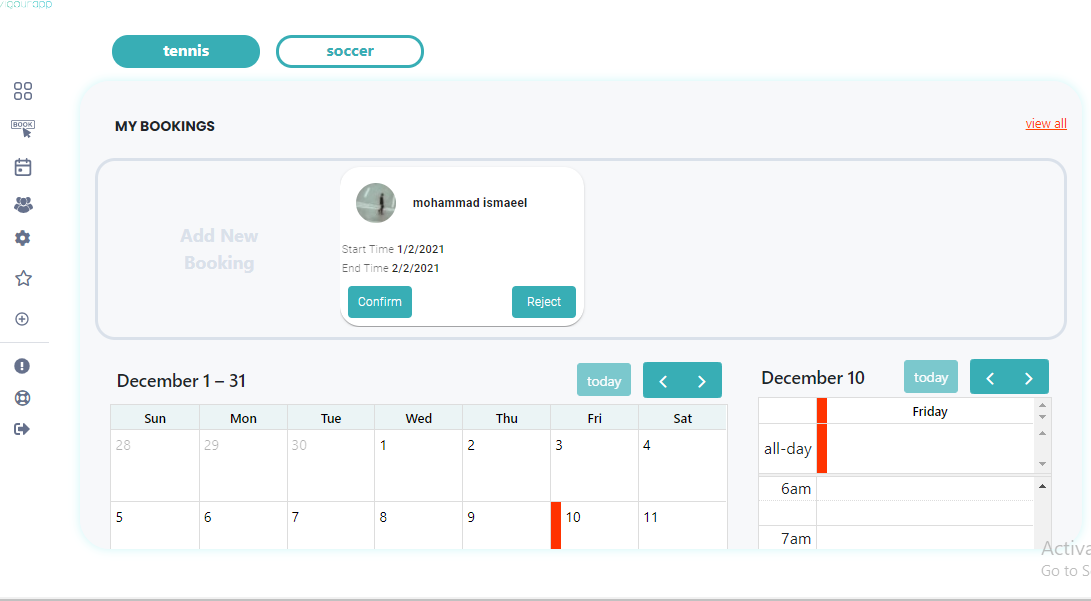 vigourapp
tennis
soccer
BOOK
MY BOOKINGS
view all
Add New
Booking
mohammad ismaeel
Start Time 1/2/2021
End Time 2/2/2021
Confirm
Reject
December 1 – 31
today
Sun Mon Tue Wed Thu Fri Sat
28 29 30 1 2 3 4
5 6 7 8 9 10 11
December 10
today
Friday
all-day
6am
7am
Activa
Go to S